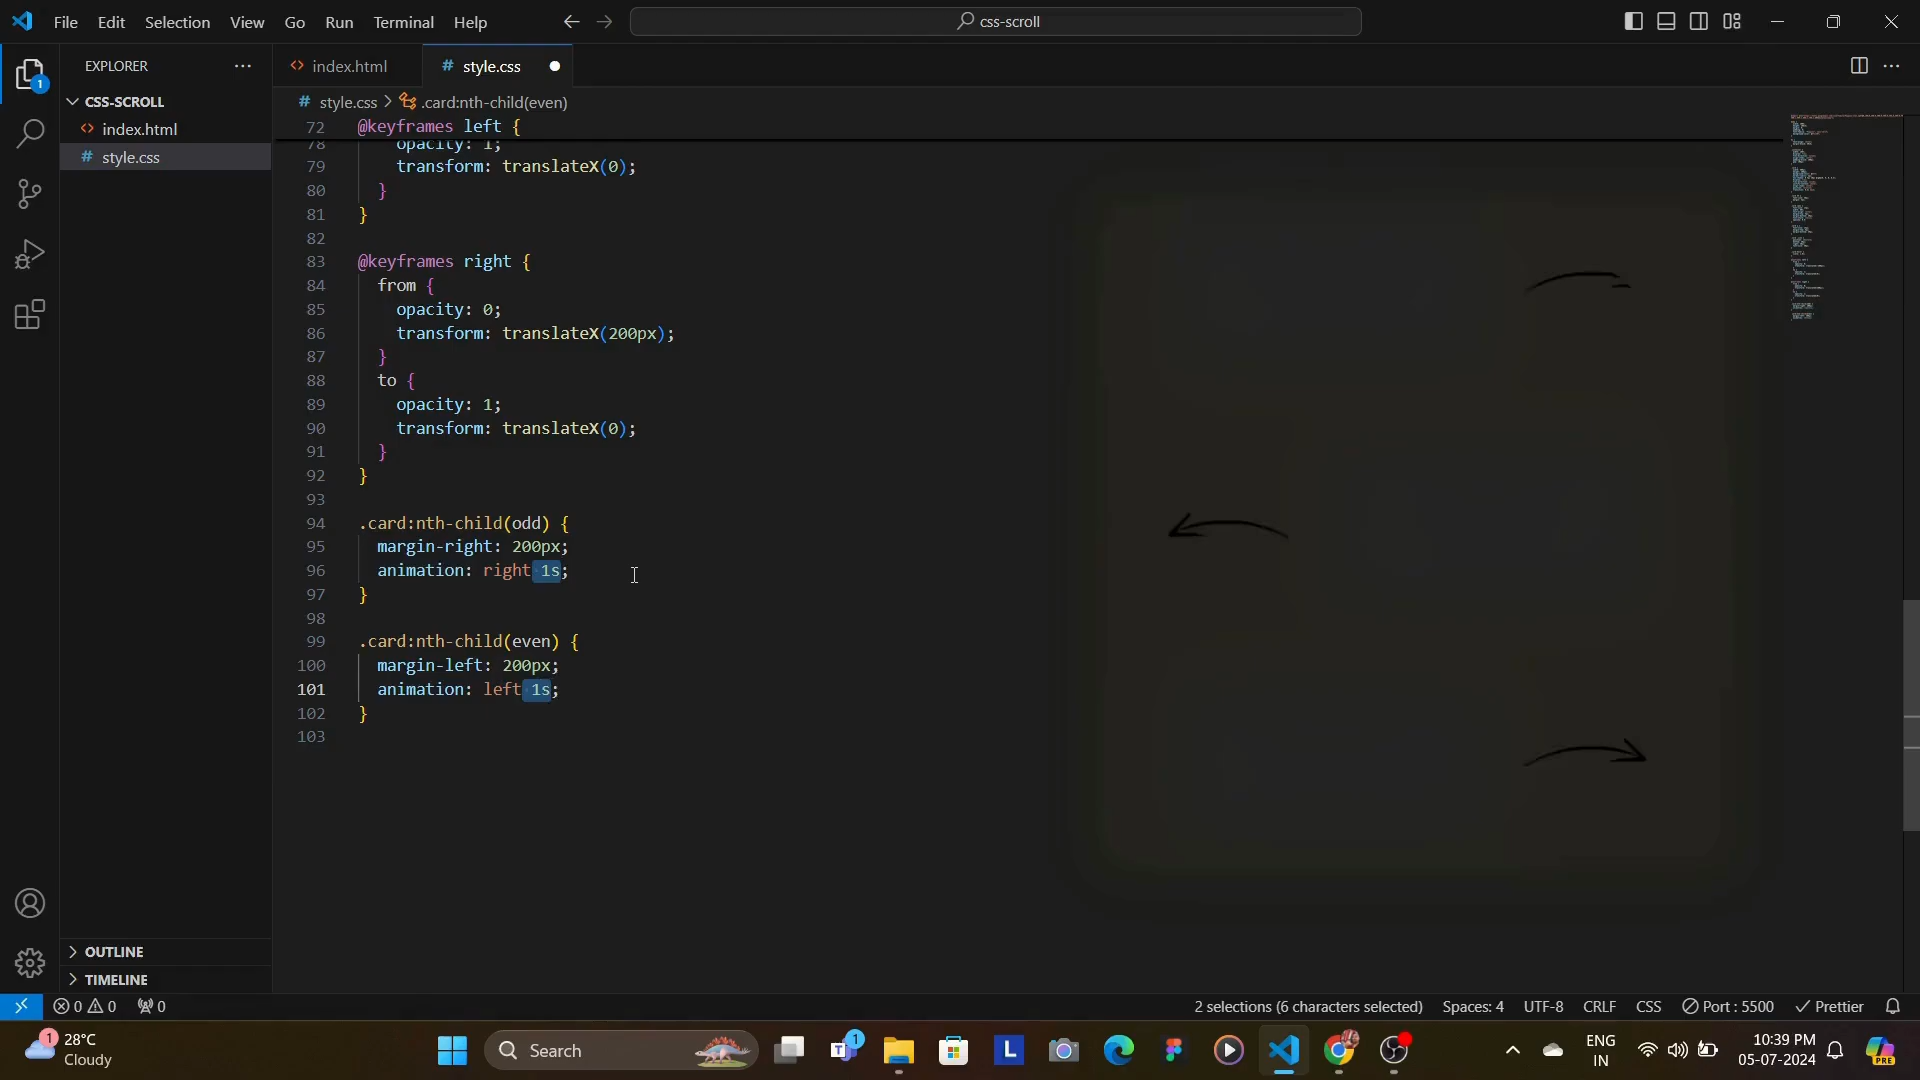 File Edit Selection View Go Run Terminal Help
css-scroll
EXPLORER
index.html
style.css
1
CSS-SCROLL
index.html
style.css
style.css > .card:nth-child(even)
72 @keyframes left {
78 opacity: 1;
79 transform: translateX(0);
80 }
81 }
82
83 @keyframes right {
84 from {
85 opacity: 0;
86 transform: translateX(200px);
87 }
88 to {
89 opacity: 1;
90 transform: translateX(0);
91 }
92 }
93
94 .card:nth-child(odd) {
95 margin-right: 200px;
96 animation: right 1s;
97 }
98
99 .card:nth-child(even) {
100 margin-left: 200px;
101 animation: left 1s;
102 }
103
OUTLINE
TIMELINE
0 0 0
2 selections (6 characters selected) Spaces: 4 UTF-8 CRLF CSS Port : 5500 Prettier
1
28°C
Cloudy
Search
1
L
ENG
IN
10:39 PM
05-07-2024
PRE